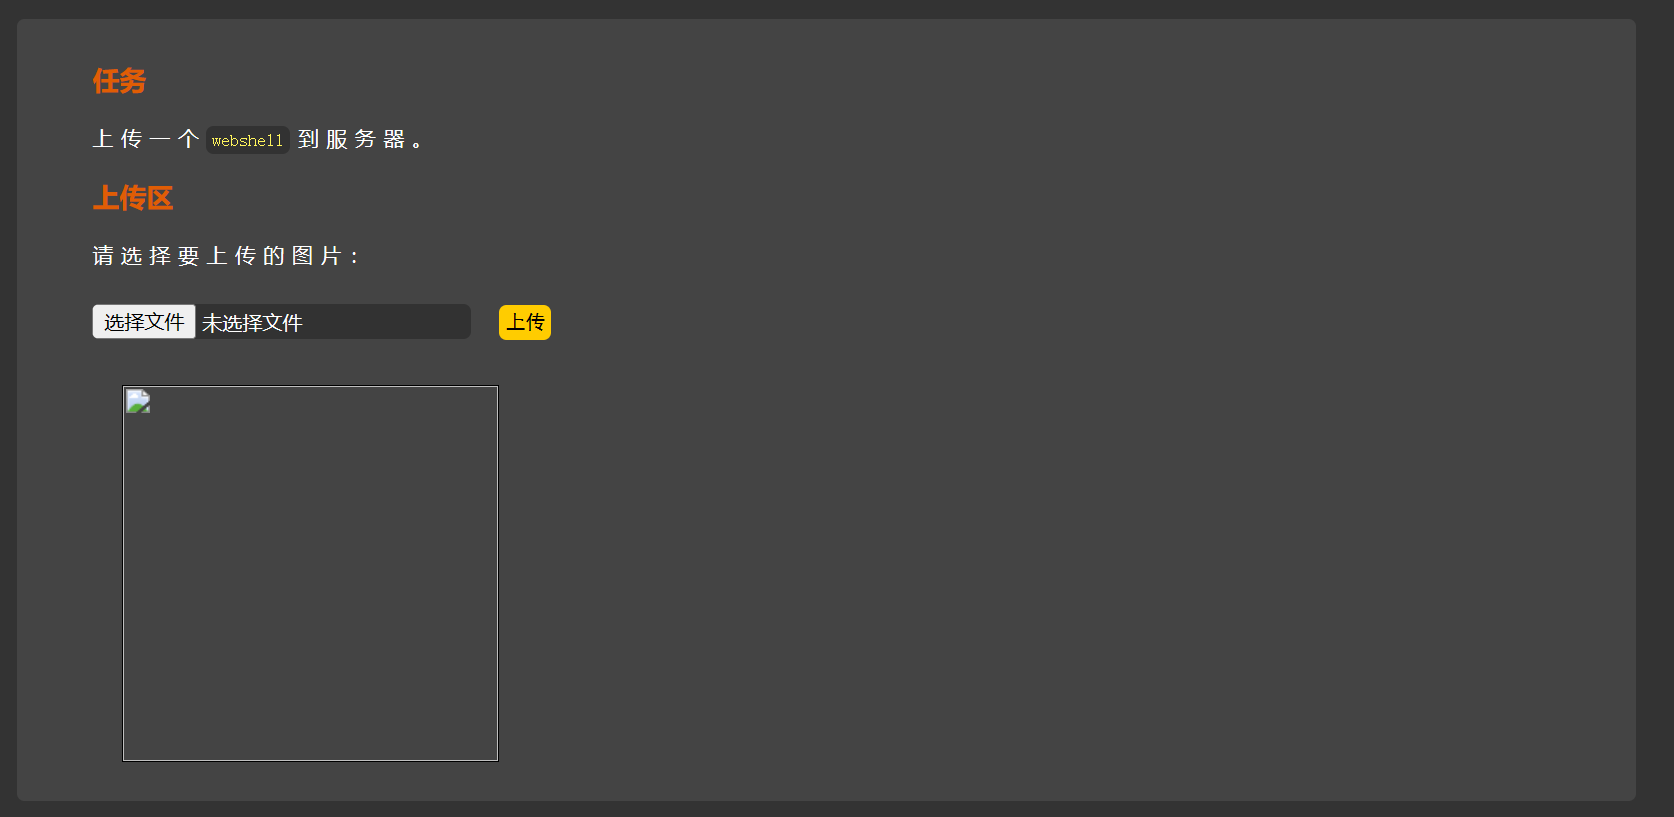 任务
上传一个 webshell 到服务器。
上传区
请选择要上传的图片：
选择文件 未选择文件 上传